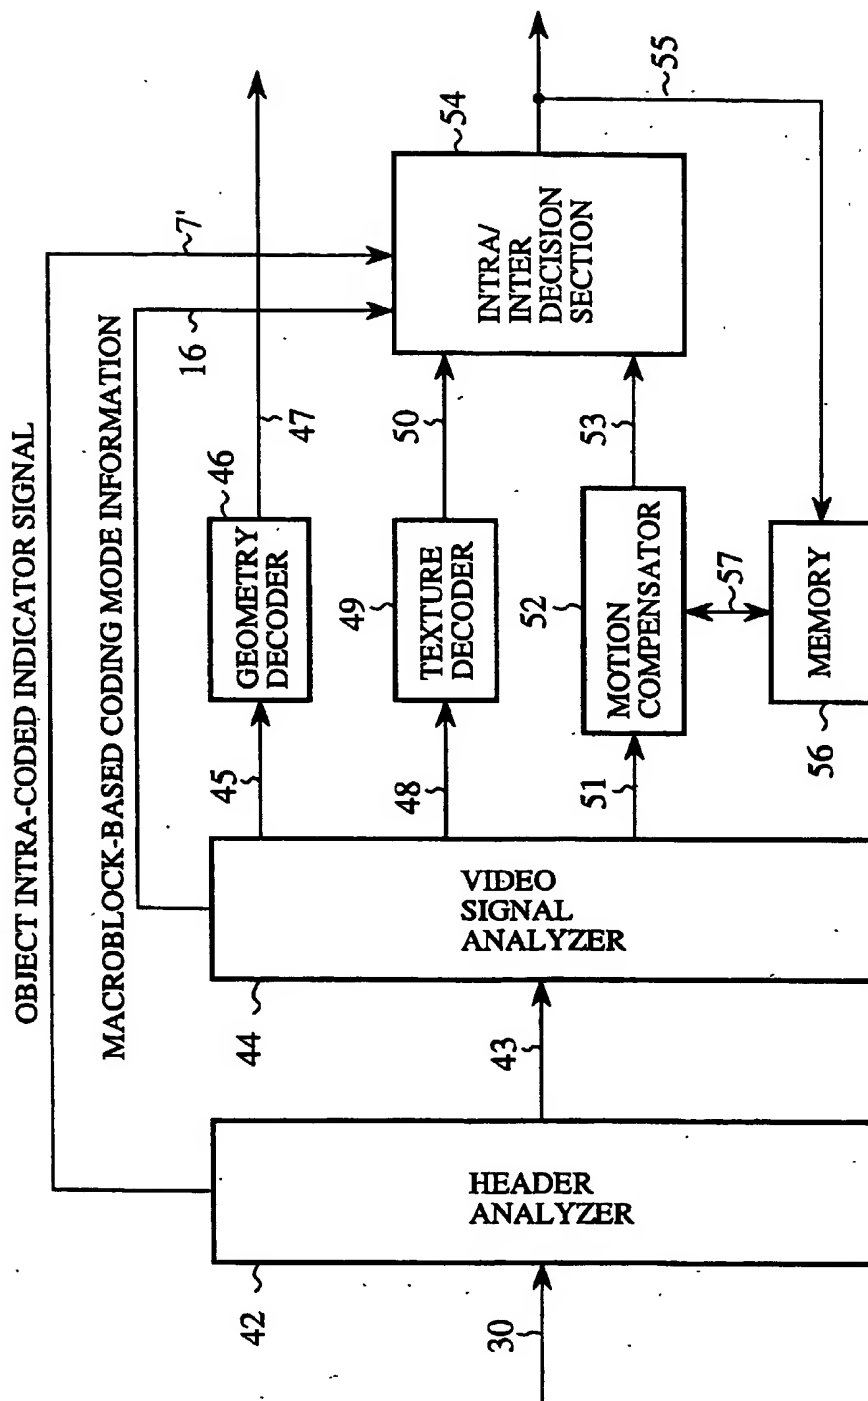 OBJECT INTRA-CODED INDICATOR SIGNAL
MACROBLOCK-BASED CODING MODE INFORMATION
30
42
HEADER
ANALYZER
43
44
VIDEO
SIGNAL
ANALYZER
45
48
51
46
GEOMETRY
DECODER
47
49
TEXTURE
DECODER
50
52
MOTION
COMPENSATOR
53
57
56
MEMORY
16
7'
54
INTRA/
INTER
DECISION
SECTION
55